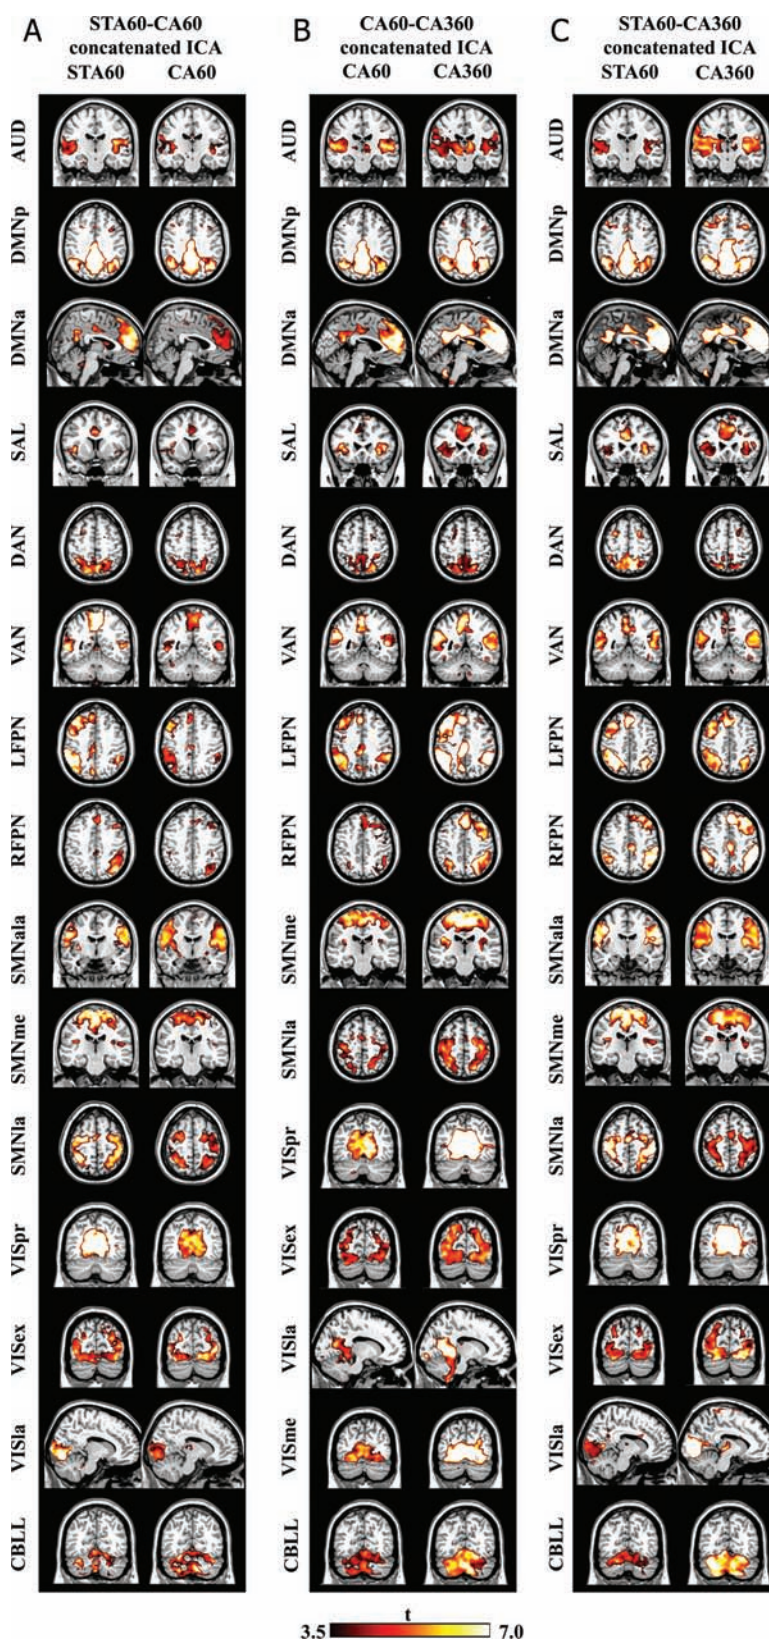 A
STA60-CA60
concatenated ICA
STA60 CA60
AUD
DMNp
DMNa
SAL
DAN
VAN
LFPN
RFPN
SMNala
SMNme
SMNla
VISpr
VISex
VISla
CBLL
B
CA60-CA360
concatenated ICA
CA60 CA360
AUD
DMNp
DMNa
SAL
DAN
VAN
LFPN
RFPN
SMNme
SMNla
VISpr
VISex
VISla
VISme
CBLL
C
STA60-CA360
concatenated ICA
STA60 CA360
AUD
DMNp
DMNa
SAL
DAN
VAN
LFPN
RFPN
SMNala
SMNme
SMNla
VISpr
VISex
VISla
CBLL
t
3.5 7.0